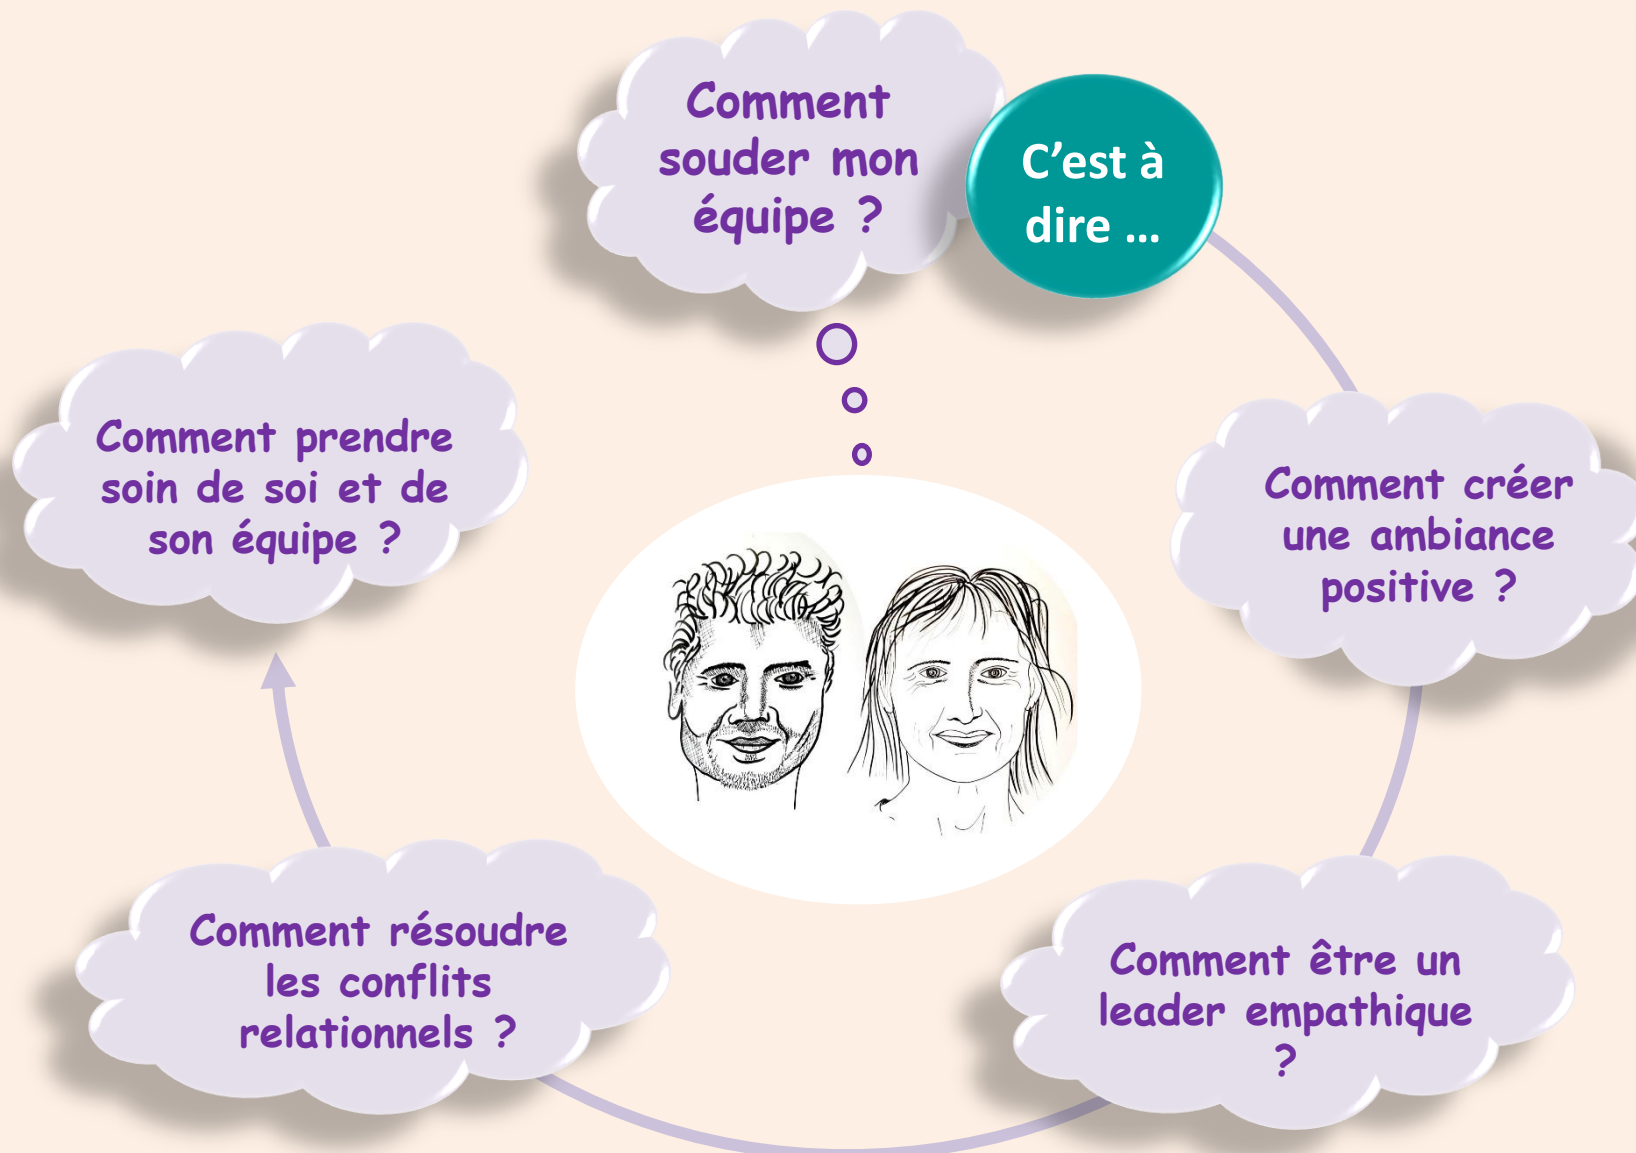 Comment
souder mon
équipe ?
C’est à
dire ...
Comment créer
une ambiance
positive ?
Comment être un
leader empathique
?
Comment résoudre
les conflits
relationnels ?
Comment prendre
soin de soi et de
son équipe ?